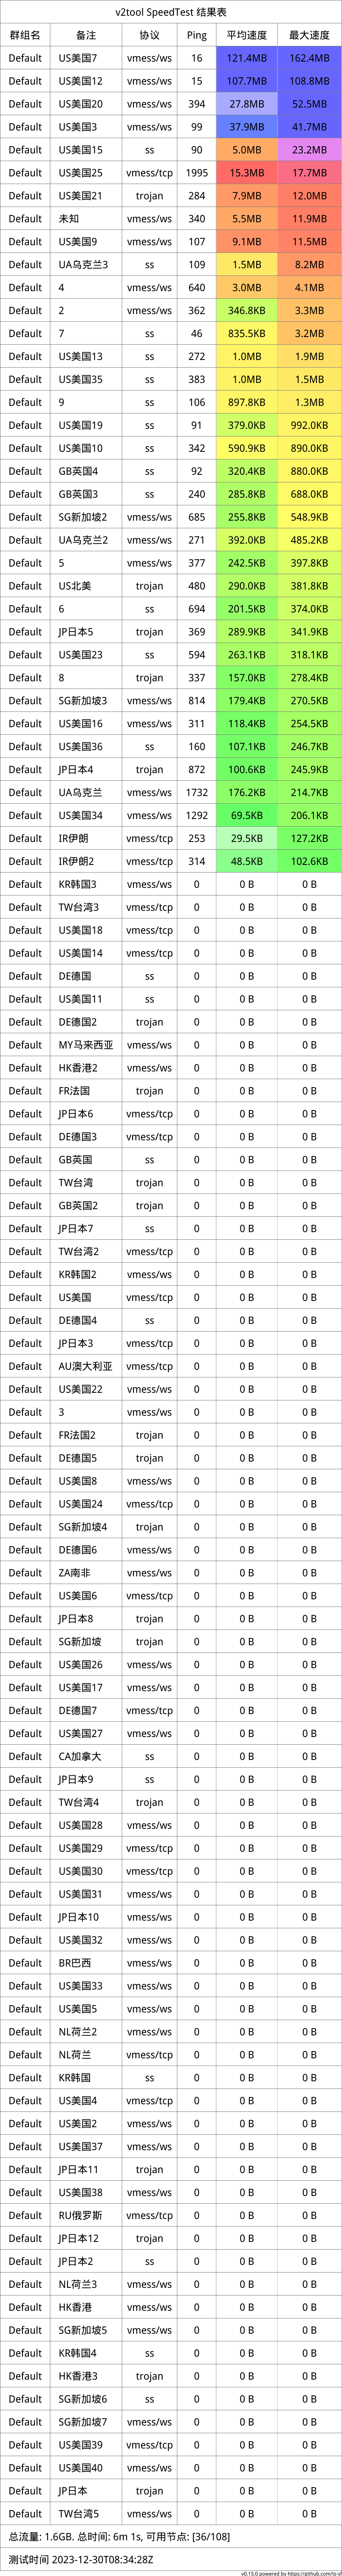 v2tool SpeedTest 结果表
群组名 备注 协议 Ping 平均速度 最大速度
Default US美国7 vmess/ws 16 121.4MB 162.4MB
Default US美国12 vmess/ws 15 107.7MB 108.8MB
Default US美国20 vmess/ws 394 27.8MB 52.5MB
Default US美国3 vmess/ws 99 37.9MB 41.7MB
Default US美国15 ss 90 5.0MB 23.2MB
Default US美国25 vmess/tcp 1995 15.3MB 17.7MB
Default US美国21 trojan 284 7.9MB 12.0MB
Default 未知 vmess/ws 340 5.5MB 11.9MB
Default US美国9 vmess/ws 107 9.1MB 11.5MB
Default UA乌克兰3 ss 109 1.5MB 8.2MB
Default 4 vmess/ws 640 3.0MB 4.1MB
Default 2 vmess/ws 362 346.8KB 3.3MB
Default 7 ss 46 835.5KB 3.2MB
Default US美国13 ss 272 1.0MB 1.9MB
Default US美国35 ss 383 1.0MB 1.5MB
Default 9 ss 106 897.8KB 1.3MB
Default US美国19 ss 91 379.0KB 992.0KB
Default US美国10 ss 342 590.9KB 890.0KB
Default GB英国4 ss 92 320.4KB 880.0KB
Default GB英国3 ss 240 285.8KB 688.0KB
Default SG新加坡2 vmess/ws 685 255.8KB 548.9KB
Default UA乌克兰2 vmess/ws 271 392.0KB 485.2KB
Default 5 vmess/ws 377 242.5KB 397.8KB
Default US北美 trojan 480 290.0KB 381.8KB
Default 6 ss 694 201.5KB 374.0KB
Default JP日本5 trojan 369 289.9KB 341.9KB
Default US美国23 ss 594 263.1KB 318.1KB
Default 8 trojan 337 157.0KB 278.4KB
Default SG新加坡3 vmess/ws 814 179.4KB 270.5KB
Default US美国16 vmess/ws 311 118.4KB 254.5KB
Default US美国36 ss 160 107.1KB 246.7KB
Default JP日本4 trojan 872 100.6KB 245.9KB
Default UA乌克兰 vmess/ws 1732 176.2KB 214.7KB
Default US美国34 vmess/ws 1292 69.5KB 206.1KB
Default IR伊朗 vmess/tcp 253 29.5KB 127.2KB
Default IR伊朗2 vmess/tcp 314 48.5KB 102.6KB
Default KR韩国3 vmess/ws 0 0 B 0 B
Default TW台湾3 vmess/tcp 0 0 B 0 B
Default US美国18 vmess/tcp 0 0 B 0 B
Default US美国14 vmess/tcp 0 0 B 0 B
Default DE德国 ss 0 0 B 0 B
Default US美国11 ss 0 0 B 0 B
Default DE德国2 trojan 0 0 B 0 B
Default MY马来西亚 vmess/ws 0 0 B 0 B
Default HK香港2 vmess/ws 0 0 B 0 B
Default FR法国 trojan 0 0 B 0 B
Default JP日本6 vmess/tcp 0 0 B 0 B
Default DE德国3 vmess/tcp 0 0 B 0 B
Default GB英国 ss 0 0 B 0 B
Default TW台湾 trojan 0 0 B 0 B
Default GB英国2 trojan 0 0 B 0 B
Default JP日本7 ss 0 0 B 0 B
Default TW台湾2 vmess/tcp 0 0 B 0 B
Default KR韩国2 vmess/ws 0 0 B 0 B
Default US美国 vmess/tcp 0 0 B 0 B
Default DE德国4 ss 0 0 B 0 B
Default JP日本3 vmess/tcp 0 0 B 0 B
Default AU澳大利亚 vmess/tcp 0 0 B 0 B
Default US美国22 vmess/ws 0 0 B 0 B
Default 3 vmess/ws 0 0 B 0 B
Default FR法国2 trojan 0 0 B 0 B
Default DE德国5 trojan 0 0 B 0 B
Default US美国8 vmess/ws 0 0 B 0 B
Default US美国24 vmess/tcp 0 0 B 0 B
Default SG新加坡4 trojan 0 0 B 0 B
Default DE德国6 vmess/ws 0 0 B 0 B
Default ZA南非 vmess/ws 0 0 B 0 B
Default US美国6 vmess/tcp 0 0 B 0 B
Default JP日本8 trojan 0 0 B 0 B
Default SG新加坡 trojan 0 0 B 0 B
Default US美国26 vmess/ws 0 0 B 0 B
Default US美国17 vmess/ws 0 0 B 0 B
Default DE德国7 vmess/tcp 0 0 B 0 B
Default US美国27 vmess/ws 0 0 B 0 B
Default CA加拿大 ss 0 0 B 0 B
Default JP日本9 ss 0 0 B 0 B
Default TW台湾4 trojan 0 0 B 0 B
Default US美国28 vmess/ws 0 0 B 0 B
Default US美国29 vmess/tcp 0 0 B 0 B
Default US美国30 vmess/tcp 0 0 B 0 B
Default US美国31 vmess/ws 0 0 B 0 B
Default JP日本10 vmess/ws 0 0 B 0 B
Default US美国32 vmess/ws 0 0 B 0 B
Default BR巴西 vmess/ws 0 0 B 0 B
Default US美国33 vmess/ws 0 0 B 0 B
Default US美国5 vmess/ws 0 0 B 0 B
Default NL荷兰2 vmess/ws 0 0 B 0 B
Default NL荷兰 vmess/tcp 0 0 B 0 B
Default KR韩国 ss 0 0 B 0 B
Default US美国4 vmess/tcp 0 0 B 0 B
Default US美国2 vmess/ws 0 0 B 0 B
Default US美国37 vmess/ws 0 0 B 0 B
Default JP日本11 trojan 0 0 B 0 B
Default US美国38 vmess/ws 0 0 B 0 B
Default RU俄罗斯 vmess/tcp 0 0 B 0 B
Default JP日本12 trojan 0 0 B 0 B
Default JP日本2 ss 0 0 B 0 B
Default NL荷兰3 vmess/ws 0 0 B 0 B
Default HK香港 vmess/ws 0 0 B 0 B
Default SG新加坡5 vmess/ws 0 0 B 0 B
Default KR韩国4 ss 0 0 B 0 B
Default HK香港3 trojan 0 0 B 0 B
Default SG新加坡6 ss 0 0 B 0 B
Default SG新加坡7 vmess/ws 0 0 B 0 B
Default US美国39 vmess/tcp 0 0 B 0 B
Default US美国40 vmess/ws 0 0 B 0 B
Default JP日本 trojan 0 0 B 0 B
Default TW台湾5 vmess/ws 0 0 B 0 B
总流量: 1.6GB. 总时间: 6m 1s, 可用节点: [36/108]
测试时间 2023-12-30T08:34:28Z
v0.15.0 powered by https://github.com/ts-sf